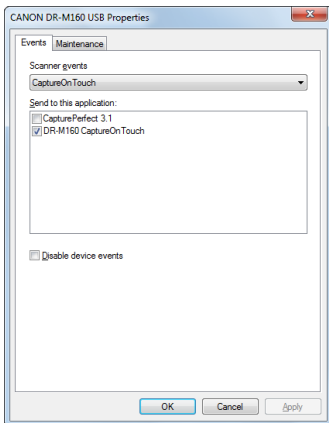 CANON DR-M160 USB Properties
Events Maintenance
Scanner events
CaptureOnTouch
Send to this application:
CapturePerfect 3.1
DR-M160 CaptureOnTouch
Disable device events
OK Cancel Apply